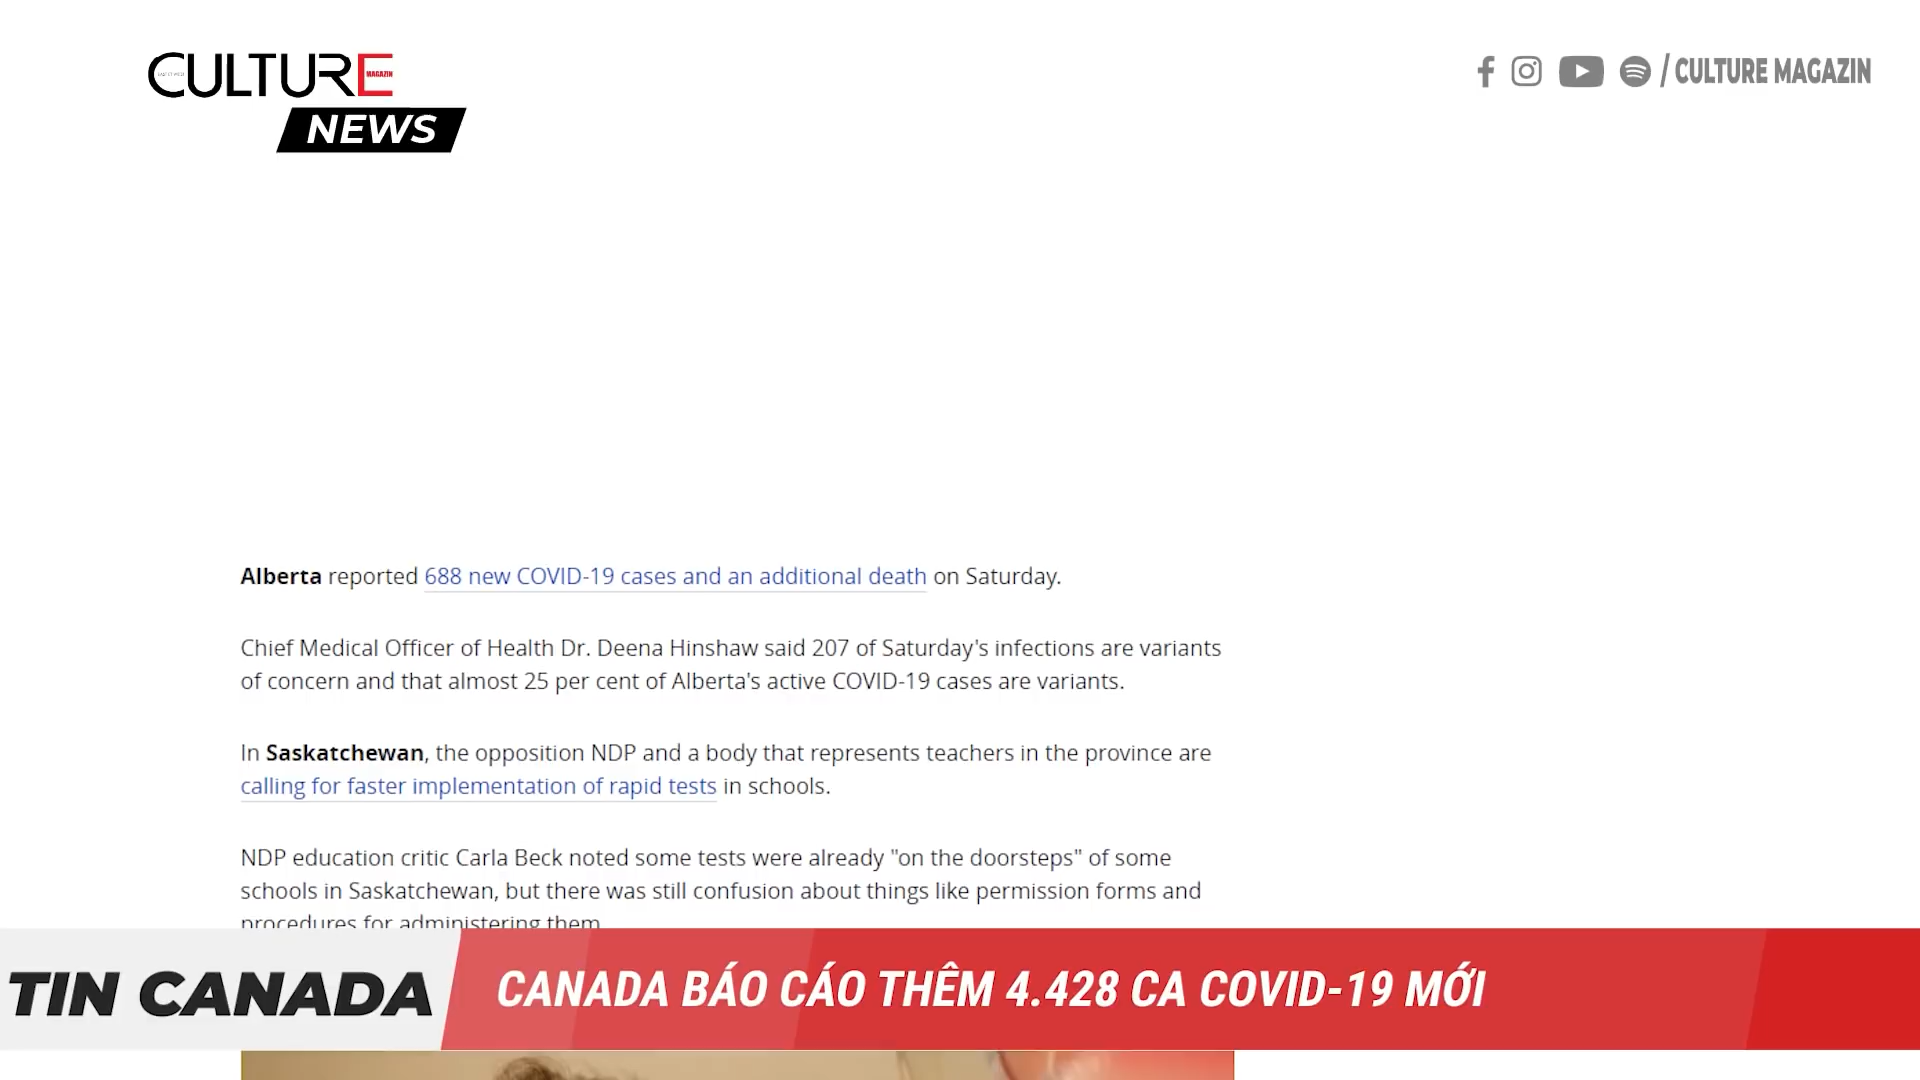 CULTURE
MAGAZIN
NEWS
/ CULTURE MAGAZIN
Alberta reported 688 new COVID-19 cases and an additional death on Saturday.
Chief Medical Officer of Health Dr. Deena Hinshaw said 207 of Saturday's infections are variants
of concern and that almost 25 per cent of Alberta's active COVID-19 cases are variants.
In Saskatchewan, the opposition NDP and a body that represents teachers in the province are
calling for faster implementation of rapid tests in schools.
NDP education critic Carla Beck noted some tests were already "on the doorsteps" of some
schools in Saskatchewan, but there was still confusion about things like permission forms and
procedures for administering them.
TIN CANADA
CANADA BÁO CÁO THÊM 4.428 CA COVID-19 MỚI